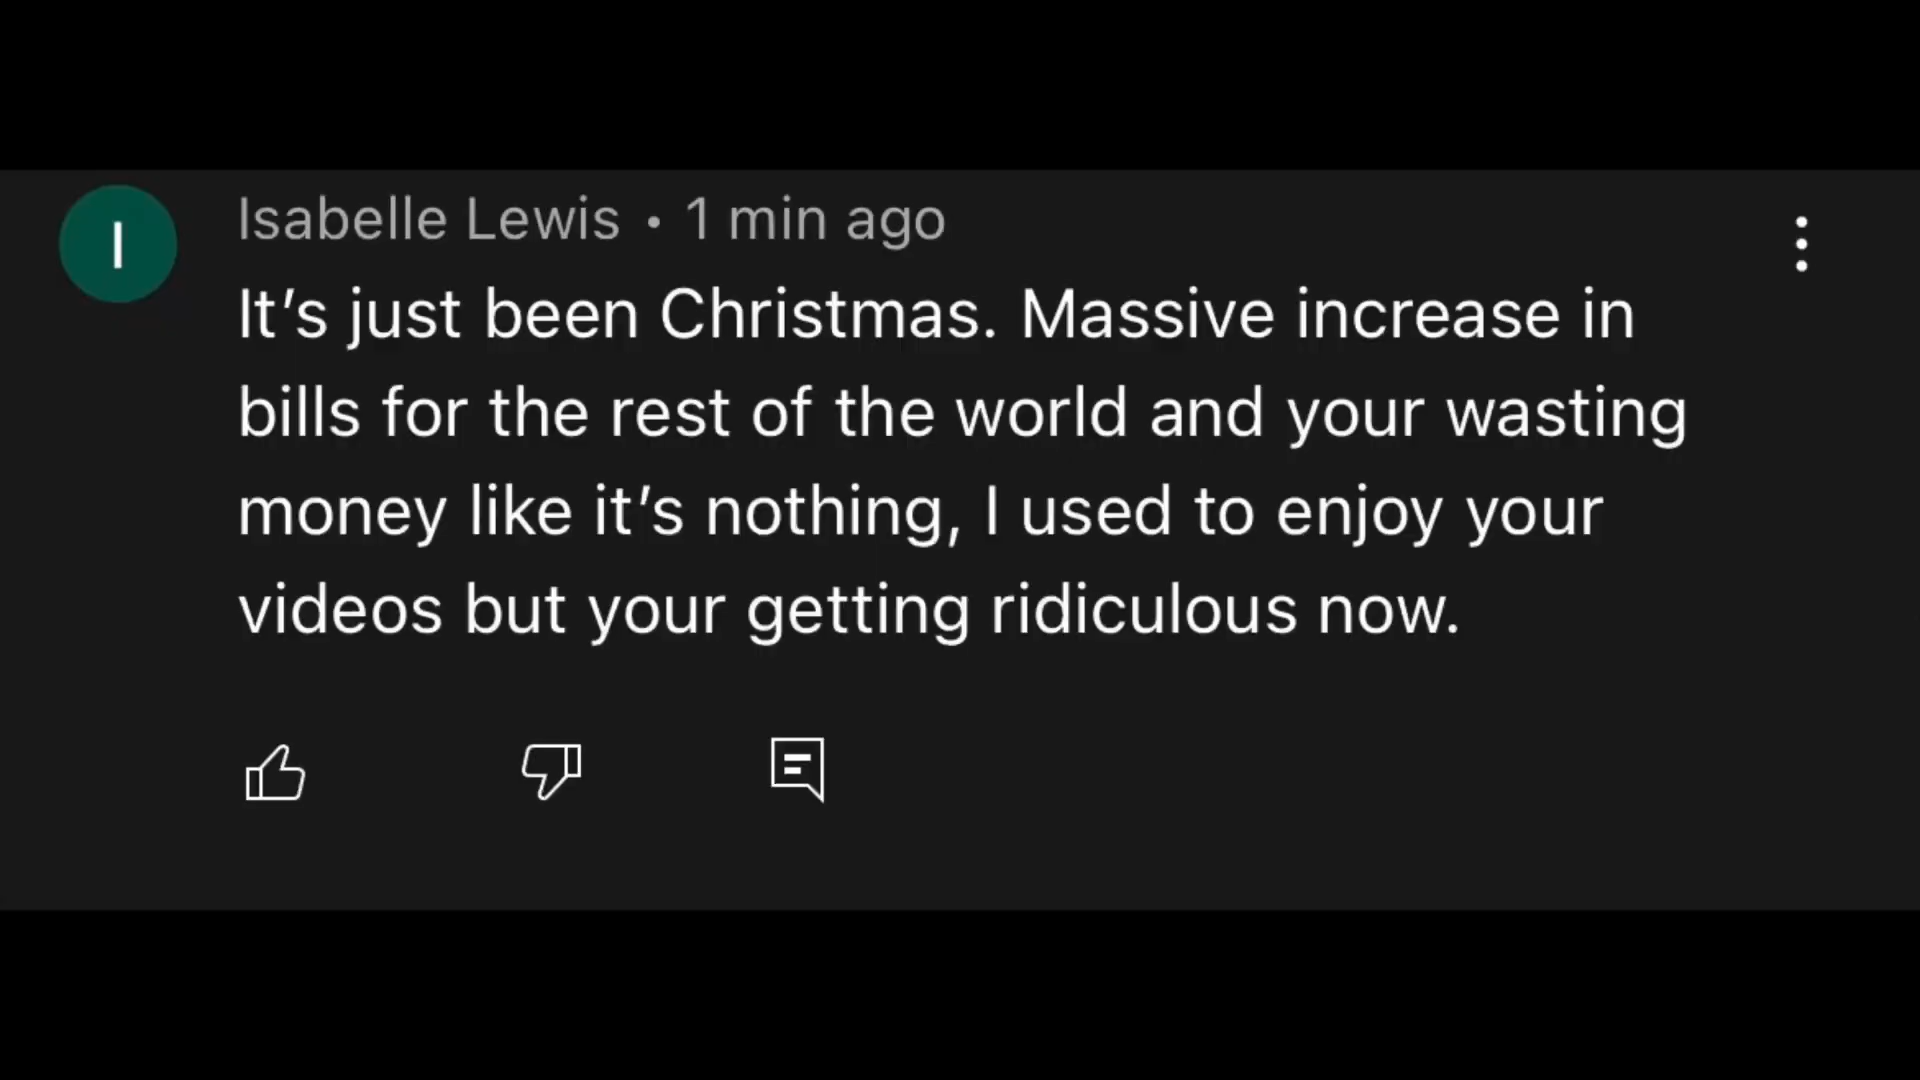 I
Isabelle Lewis • 1 min ago
It’s just been Christmas. Massive increase in
bills for the rest of the world and your wasting
money like it’s nothing, I used to enjoy your
videos but your getting ridiculous now.